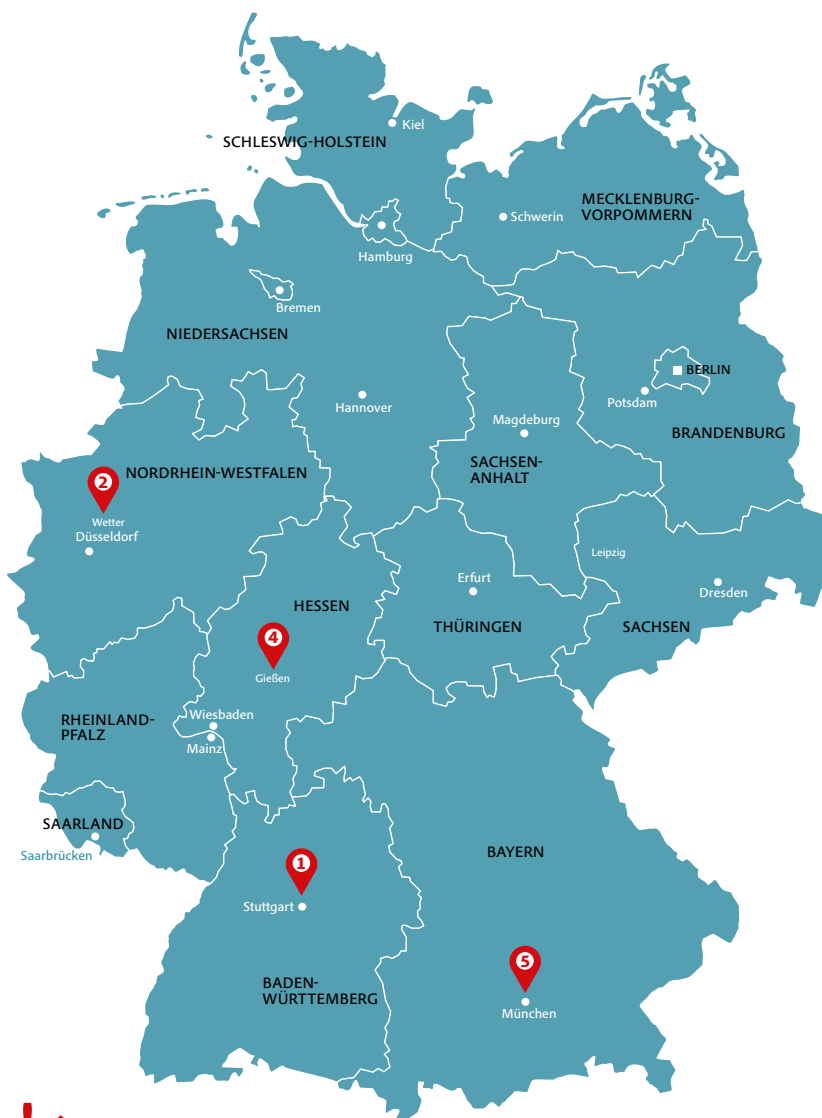 Kiel
SCHLESWIG-HOLSTEIN
MECKLENBURG-
VORPOMMERN
Schwerin
Hamburg
Bremen
NIEDERSACHSEN
BERLIN
Hannover
Potsdam
Magdeburg
BRANDENBURG
SACHSEN-
ANHALT
NORDRHEIN-WESTFALEN
2
Wetter
Düsseldorf
Leipzig
Erfurt
Dresden
HESSEN
THÜRINGEN
SACHSEN
4
Gießen
Wiesbaden
RHEINLAND-
PFALZ
Mainz
SAARLAND
Saarbrücken
BAYERN
1
Stuttgart
5
BADEN-
WÜRTTEMBERG
München